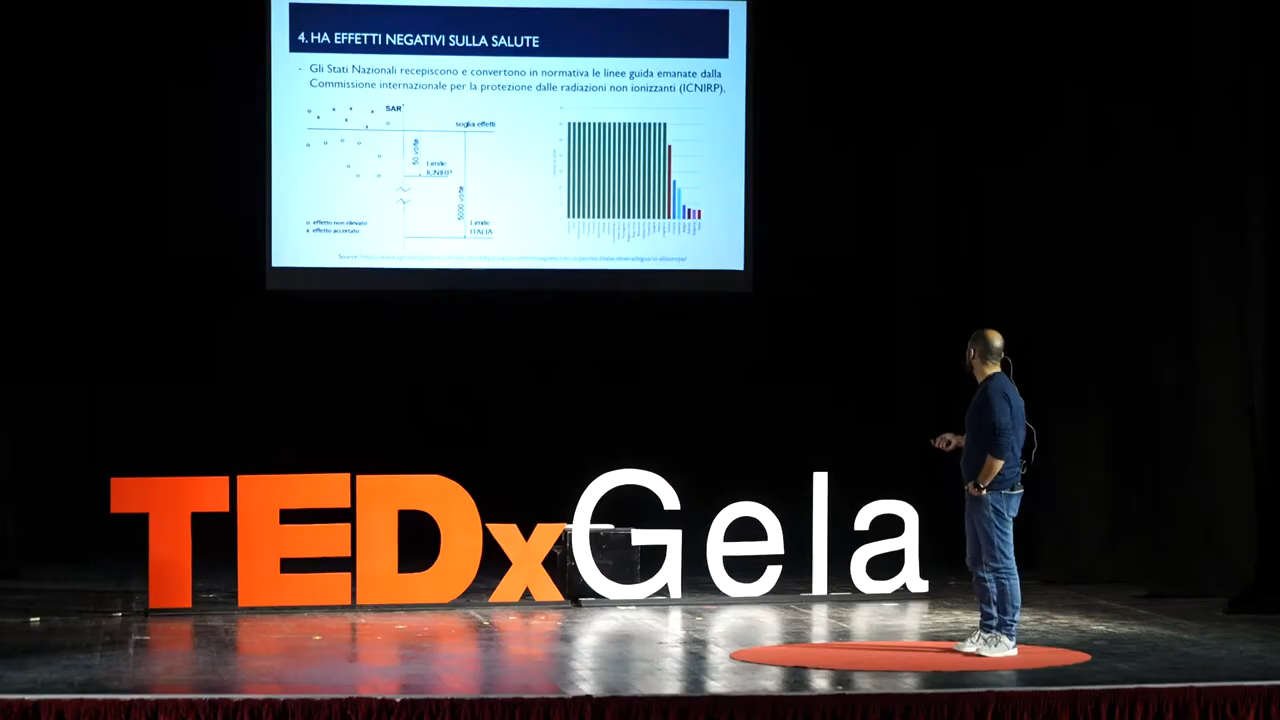 4. HA EFFETTI NEGATIVI SULLA SALUTE
- Gli Stati Nazionali recepiscono e convertono in normativa le linee guida emanate dalla
Commissione internazionale per la protezione dalle radiazioni non ionizzanti (ICNIRP).
SAR
soglia effetti
50 volte
Limite
ICNIRP
5000 volte
o effetto non rilevato
x effetto accertato
Limite
ITALIA
Source:
TEDxGela